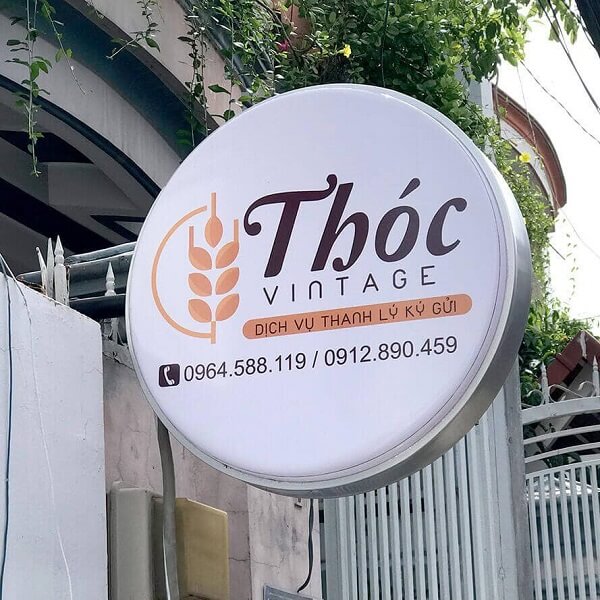 Thóc
VINTAGE
DỊCH VỤ THANH LÝ KÝ GỬI
0964.588.119 / 0912.890.459